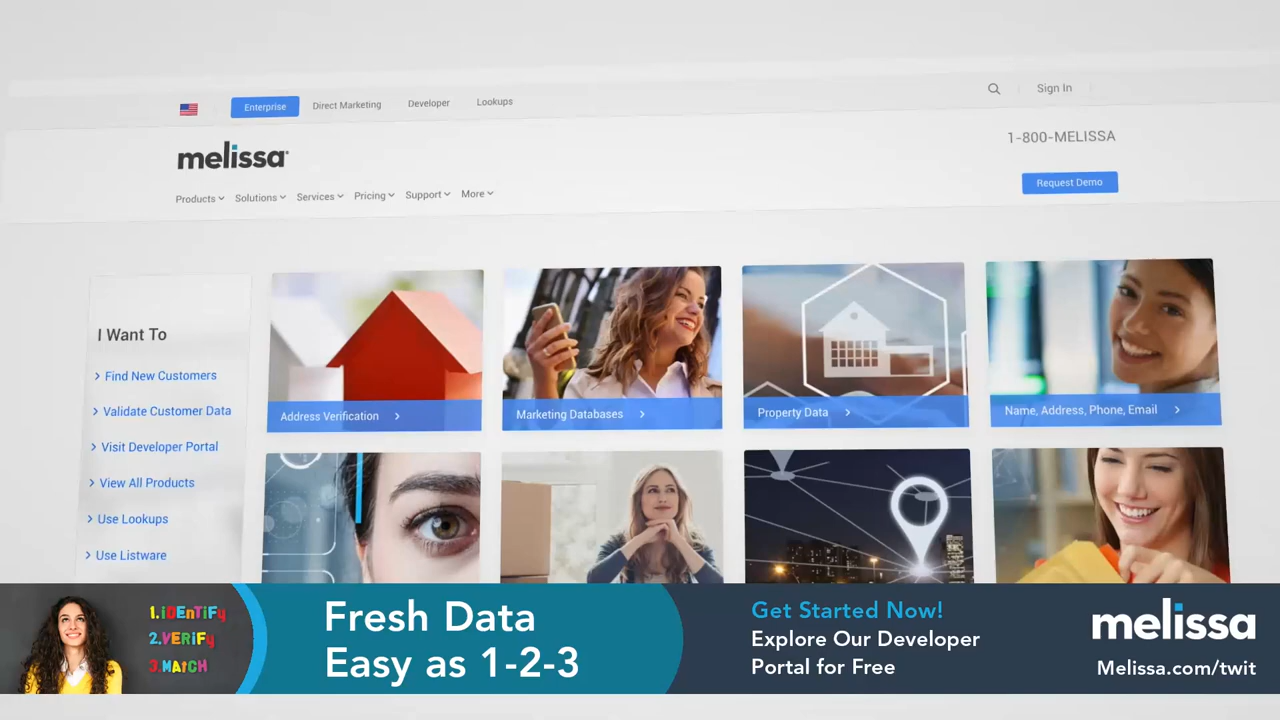 Enterprise
Direct Marketing
Developer
Lookups
Sign In
melissa
1-800-MELISSA
Products
Solutions
Services
Pricing
Support
More
Request Demo
I Want To
Find New Customers
Validate Customer Data
Visit Developer Portal
View All Products
Use Lookups
Use Listware
Address Verification
Marketing Databases
Property Data
Name, Address, Phone, Email
1.iDEnTiFy
2.VERiFy
3.MAtCH
Fresh Data
Easy as 1-2-3
Get Started Now!
Explore Our Developer
Portal for Free
melissa
Melissa.com/twit